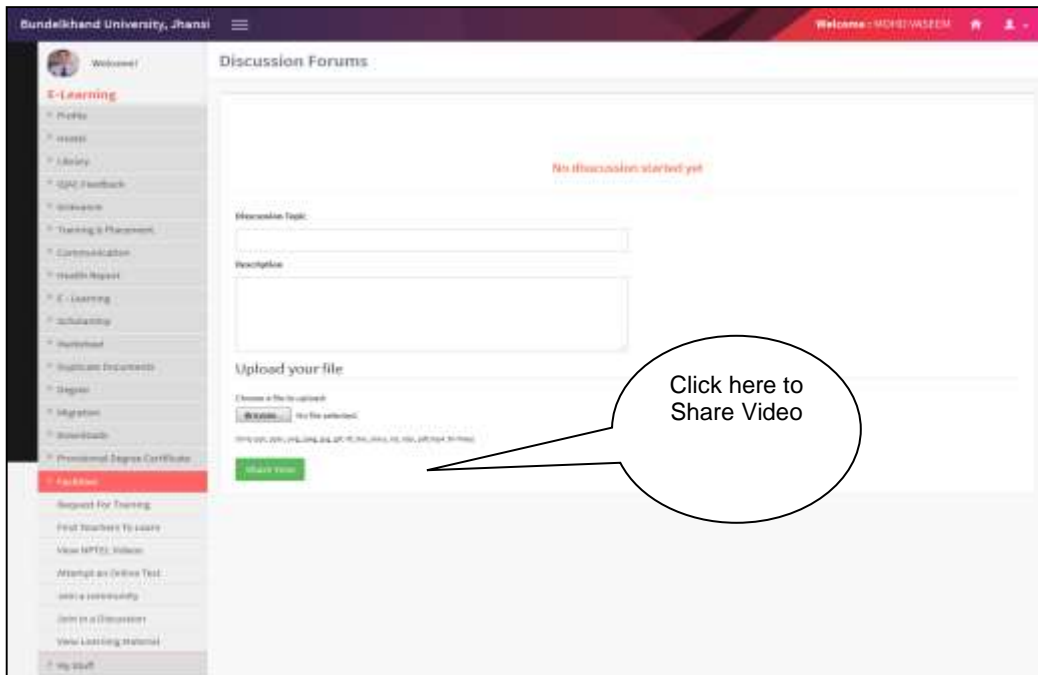 Bundelkhand University, Jhansi
Welcome : MOHD WASEEM
Welcome!
Discussion Forums
E-Learning
Profile
Hostel
Library
IQAC Feedback
Grievance
Training & Placement
Communication
Health Report
E - Learning
Scholarship
Marksheet
Duplicate Documents
Degree
Migration
Downloads
Provisional Degree Certificate
Facilities
Request For Training
Find Teachers To Learn
View NPTEL Videos
Attempt an Online Test
Join a community
Join in a Discussion
View Learning Material
My Stuff
No discussion started yet
Discussion Topic
Description
Upload your file
Choose a file to upload:
Browse... No file selected.
Share Now
Click here to
Share Video